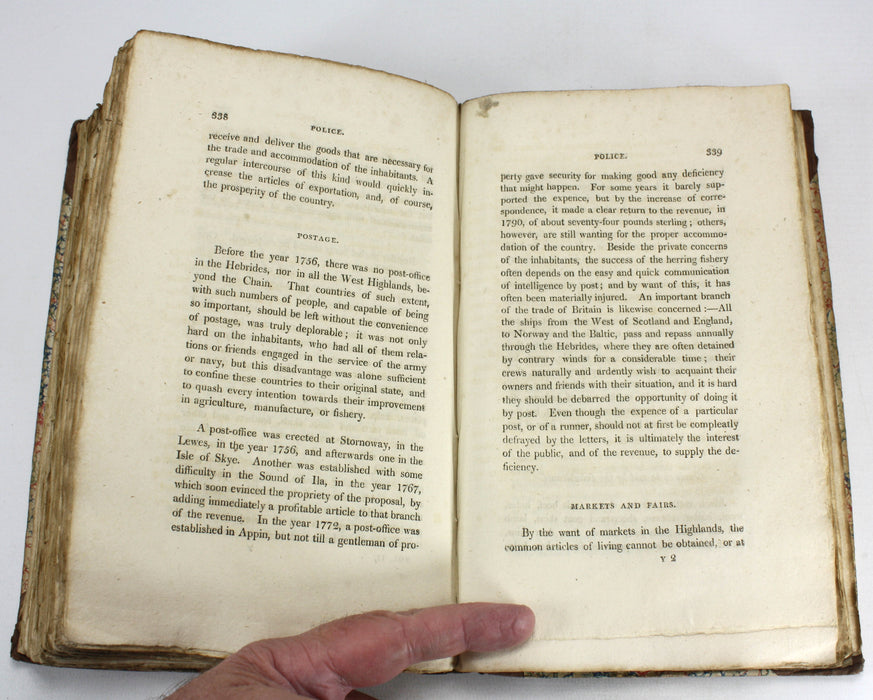 338
POLICE.
receive and deliver the goods that are necessary for
the trade and accommodation of the inhabitants. A
regular intercourse of this kind would quickly in-
crease the articles of exportation, and, of course,
the prosperity of the country.
POSTAGE.
Before the year 1756, there was no post-office
in the Hebrides, nor in all the West Highlands, be-
yond the Chain. That countries of such extent,
with such numbers of people, and capable of being
so important, should be left without the convenience
of postage, was truly deplorable; it was not only
hard on the inhabitants, who had all of them rela-
tions or friends engaged in the service of the army
or navy, but this disadvantage was alone sufficient
to confine these countries to their original state, and
to quash every intention towards their improvement
in agriculture, manufacture, or fishery.
A post-office was erected at Stornoway, in the
Lewes, in the year 1756, and afterwards one in the
Isle of Skye. Another was established with some
difficulty in the Sound of Ila, in the year 1767,
which soon evinced the propriety of the proposal, by
adding immediately a profitable article to that branch
of the revenue. In the year 1772, a post-office was
established in Appin, but not till a gentleman of pro-
POLICE.
339
perty gave security for making good any deficiency
that might happen. For some years it barely sup-
ported the expence, but by the increase of corre-
spondence, it made a clear return to the revenue, in
1790, of about seventy-four pounds sterling; others,
however, are still wanting for the proper accommo-
dation of the country. Beside the private concerns
of the inhabitants, the success of the herring fishery
often depends on the easy and quick communication
of intelligence by post; and by want of this, it has
often been materially injured. An important branch
of the trade of Britain is likewise concerned:—All
the ships from the West of Scotland and England,
to Norway and the Baltic, pass and repass annually
through the Hebrides, where they are often detained
by contrary winds for a considerable time; their
crews naturally and ardently wish to acquaint their
owners and friends with their situation, and it is hard
they should be debarred the opportunity of doing it
by post. Even though the expence of a particular
post, or of a runner, should not at first be compleatly
defrayed by the letters, it is ultimately the interest
of the public, and of the revenue, to supply the de-
ficiency.
MARKETS AND FAIRS.
By the want of markets in the Highlands, the
common articles of living cannot be obtained, or at
Y 2